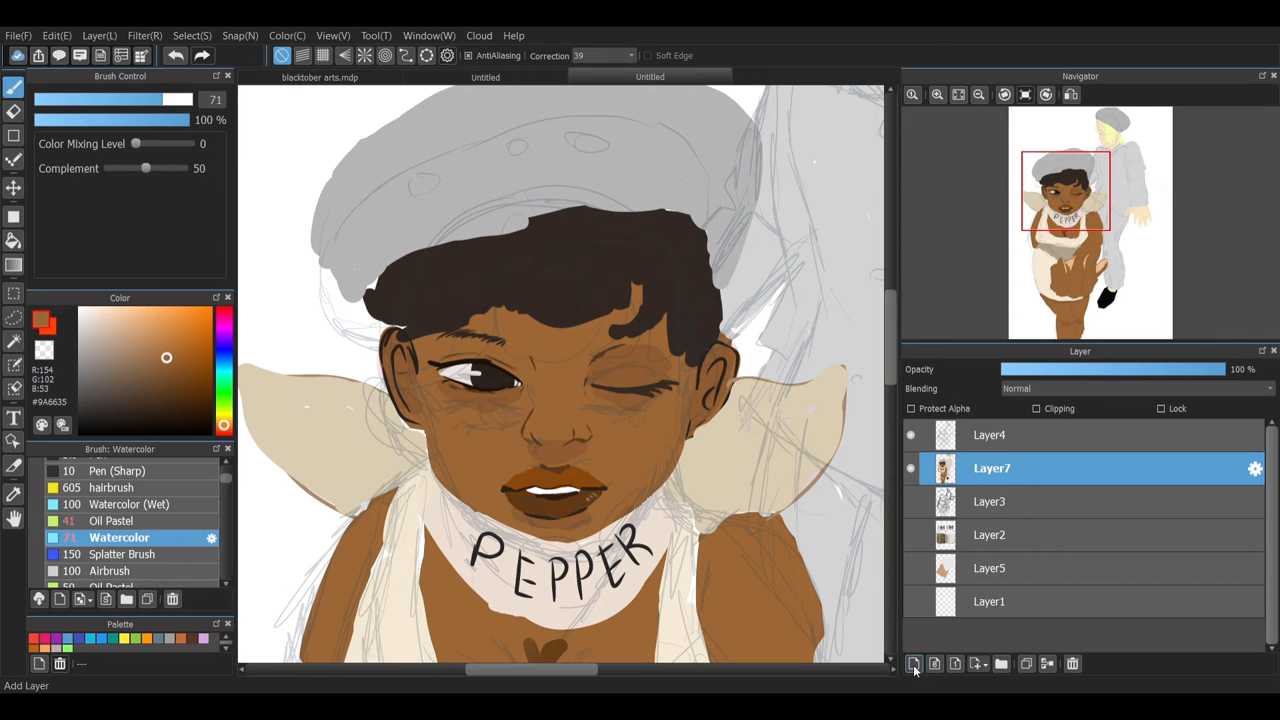 File(F) Edit(E) Layer(L) Filter(R) Select(S) Snap(N) Color(C) View(V) Tool(T) Window(W) Cloud Help
AntiAliasing Correction 39 Soft Edge
Brush Control
blacktober arts.mdp Untitled Untitled
Navigator
71
100 %
Color Mixing Level 0
Complement 50
Color
R:154
G:102
B:53
#9A6635
Brush: Watercolor
10 Pen (Sharp)
605 hairbrush
100 Watercolor (Wet)
41 Oil Pastel
71 Watercolor
150 Splatter Brush
100 Airbrush
50 Oil Pastel
Palette
---
Add Layer
PEPPER
PEPPER
Layer
Opacity 100 %
Blending Normal
Protect Alpha Clipping Lock
Layer4
Layer7
Layer3
Layer2
Layer5
Layer1